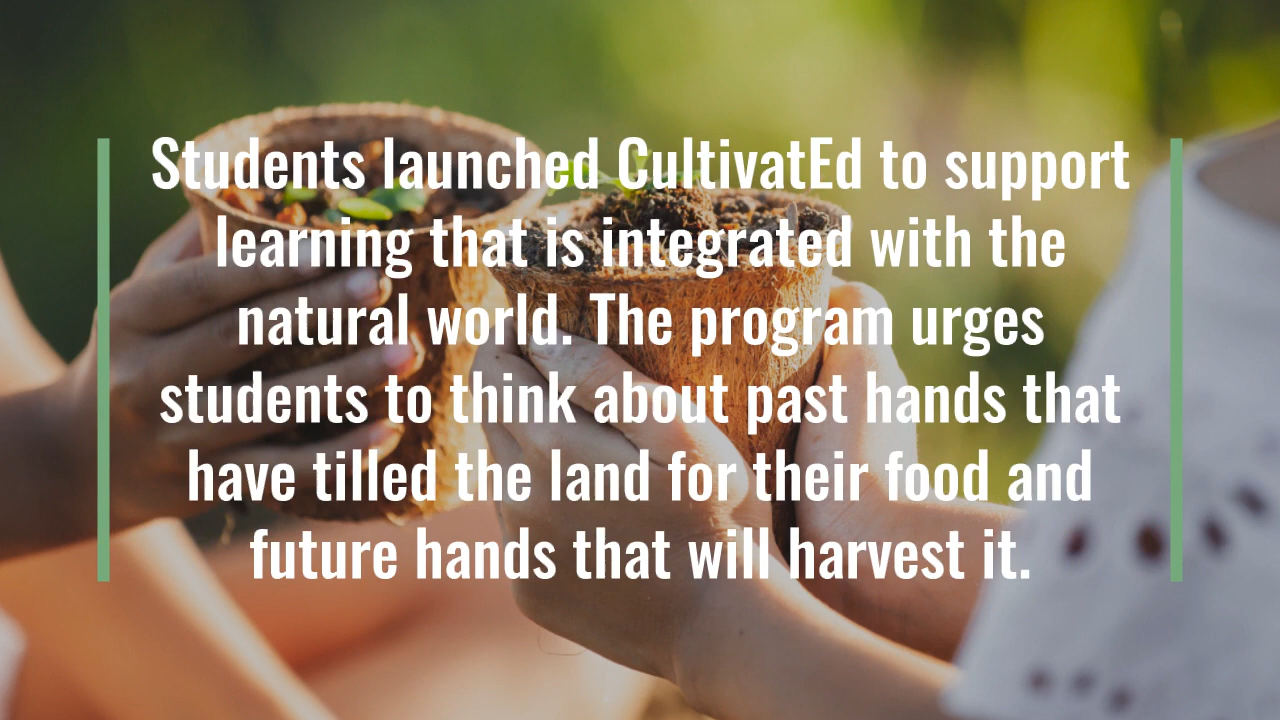 Students launched CultivatEd to support
learning that is integrated with the
natural world. The program urges
students to think about past hands that
have tilled the land for their food and
future hands that will harvest it.